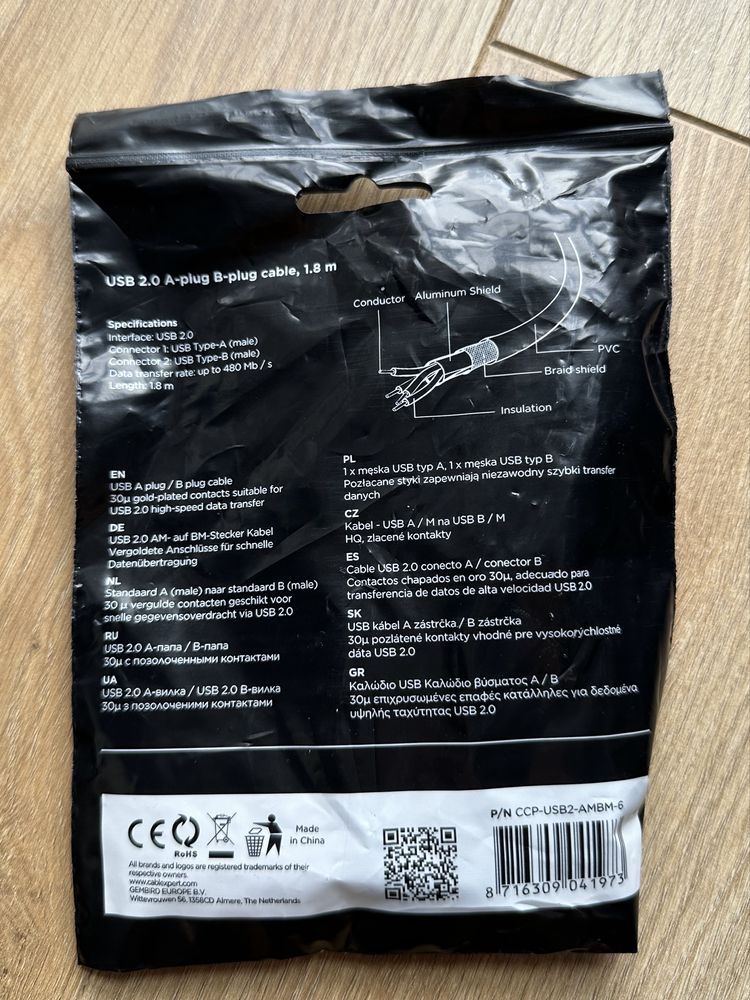 USB 2.0 A-plug B-plug cable, 1.8 m
Specifications
Interface: USB 2.0
Connector 1: USB Type-A (male)
Connector 2: USB Type-B (male)
Data transfer rate: up to 480 Mb / s
Length: 1.8 m
Conductor
Aluminum Shield
PVC
Braid shield
Insulation
EN
USB A plug / B plug cable
30µ gold-plated contacts suitable for
USB 2.0 high-speed data transfer
DE
USB 2.0 AM- auf BM-Stecker Kabel
Vergoldete Anschlüsse für schnelle
Datenübertragung
NL
Standaard A (male) naar standaard B (male)
30 µ vergulde contacten geschikt voor
snelle gegevensoverdracht via USB 2.0
RU
USB 2.0 A-папа / B-папа
30µ с позолоченными контактами
UA
USB 2.0 A-вилка / USB 2.0 B-вилка
30µ з позолоченими контактами
PL
1 x męska USB typ A, 1 x męska USB typ B
Pozłacane styki zapewniają niezawodny szybki transfer
danych
CZ
Kabel - USB A / M na USB B / M
HQ, zlacené kontakty
ES
Cable USB 2.0 conecto A / conector B
Contactos chapados en oro 30µ, adecuado para
transferencia de datos de alta velocidad USB 2.0
SK
USB kábel A zástrčka / B zástrčka
30µ pozlátené kontakty vhodné pre vysokorýchlostné
dáta USB 2.0
GR
Καλώδιο USB Καλώδιο βύσματος A / B
30µ επιχρυσωμένες επαφές κατάλληλες για δεδομένα
υψηλής ταχύτητας USB 2.0
CE
RoHS
Made
in China
All brands and logos are registered trademarks of their
respective owners.
www.cablexpert.com
GEMBIRD EUROPE B.V.
Wittevrouwen 56, 1358CD Almere, The Netherlands
P/N CCP-USB2-AMBM-6
8 716309 041973